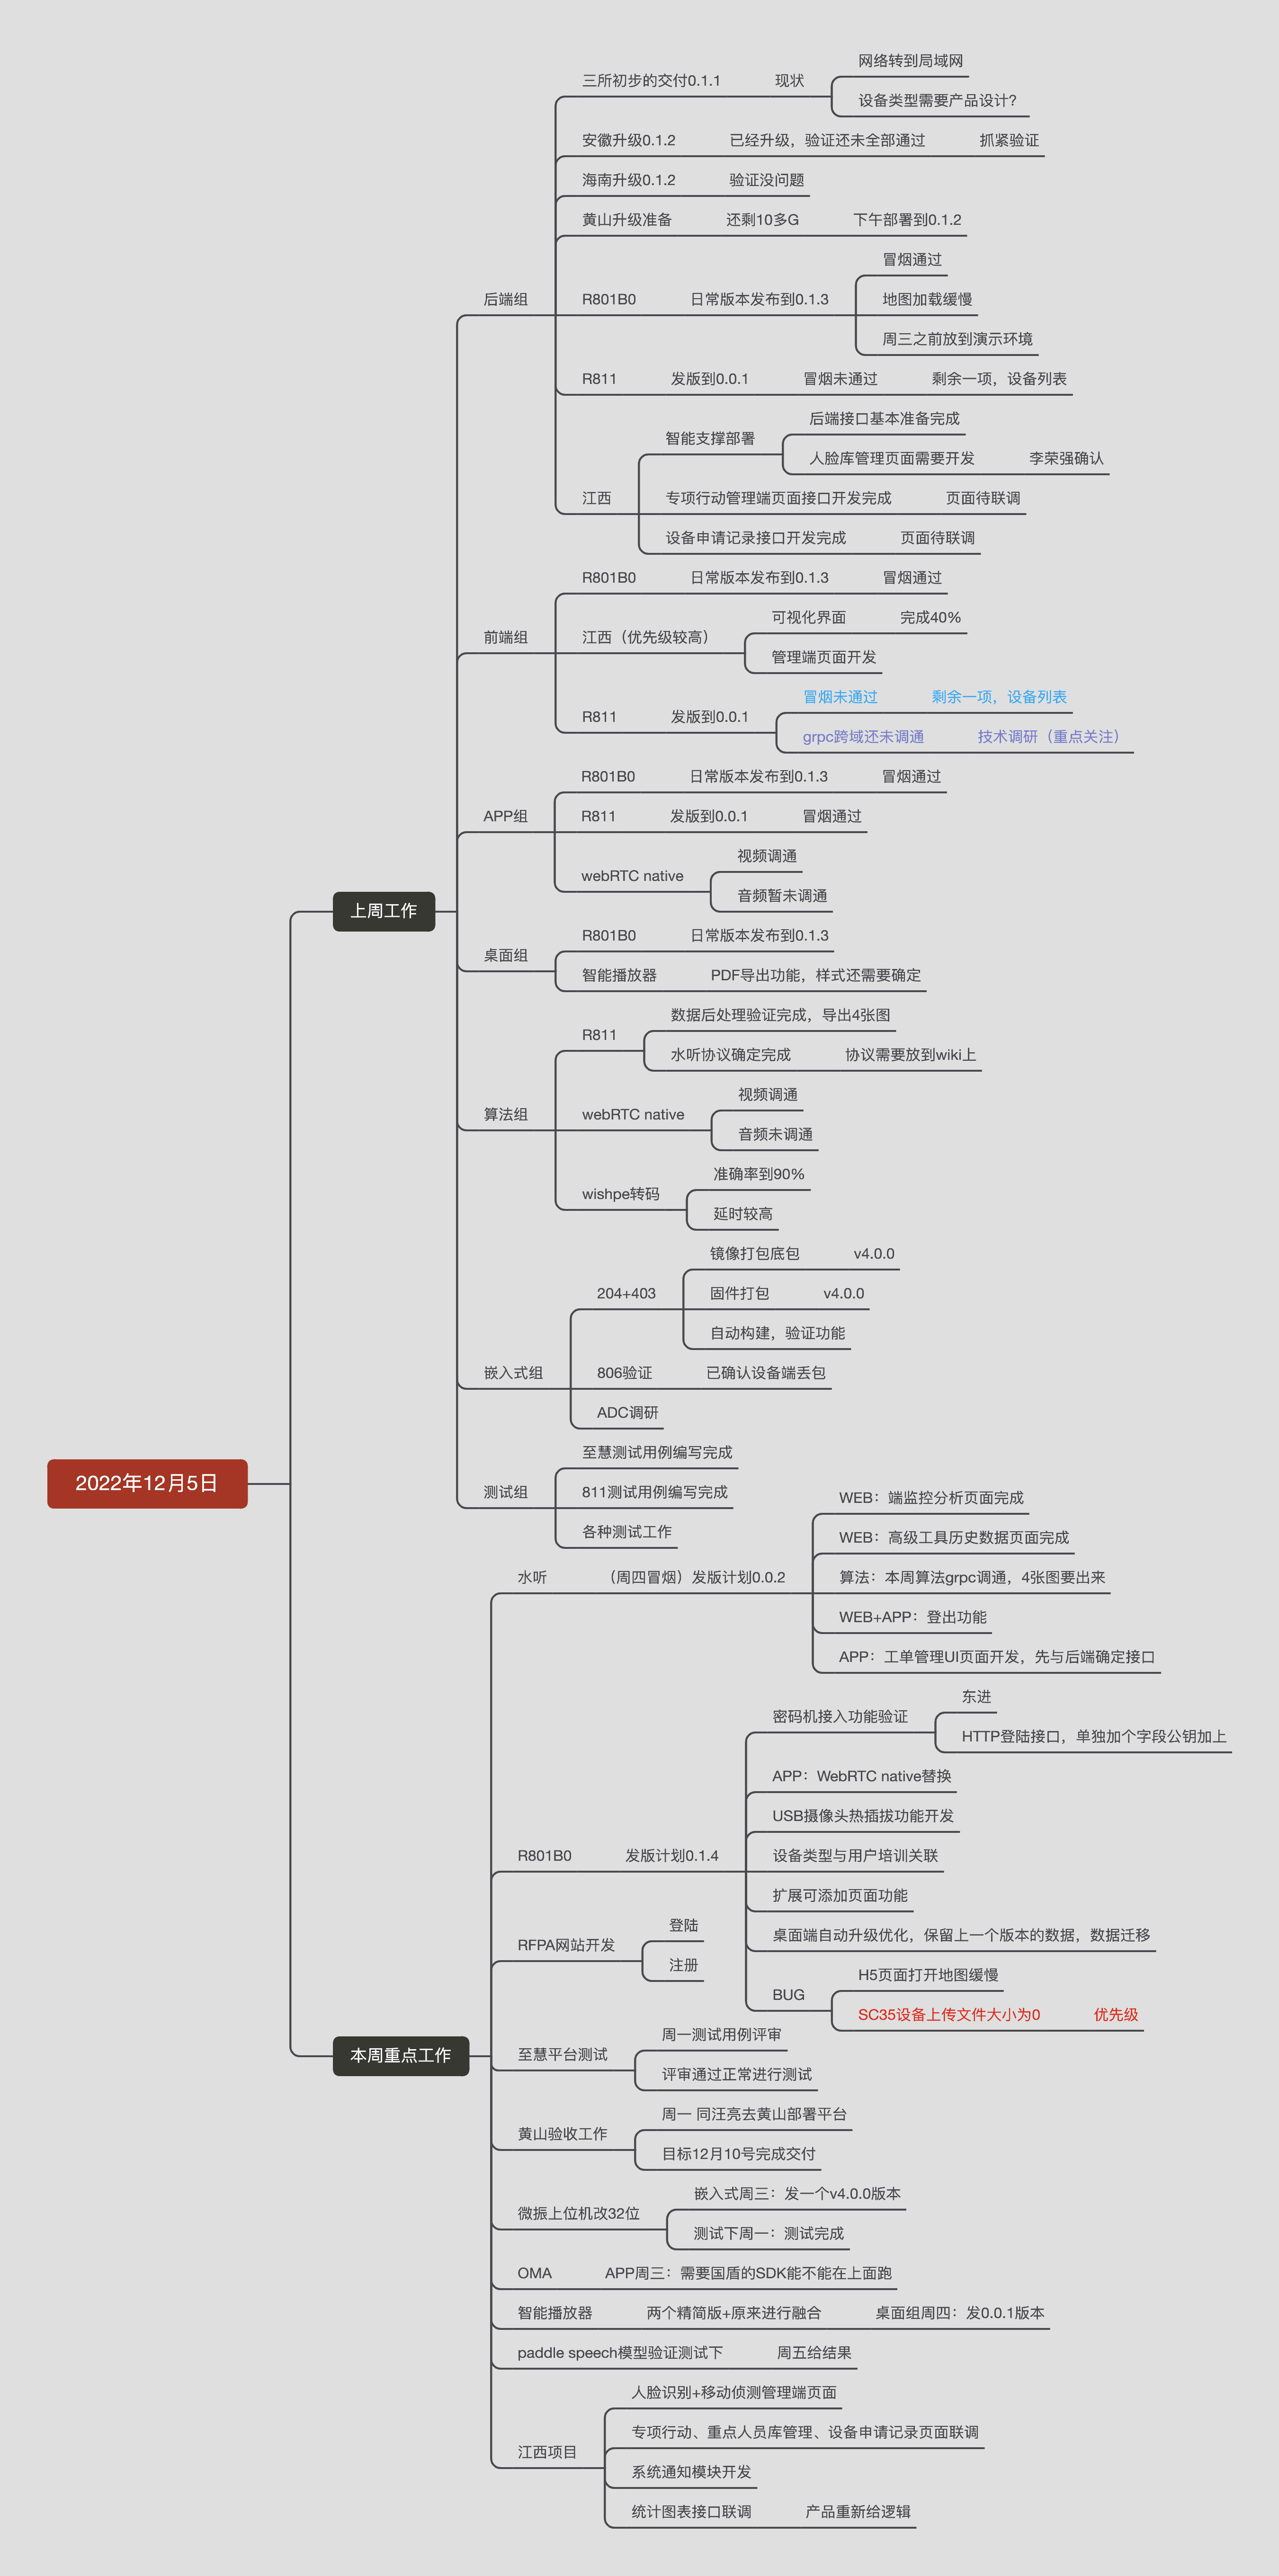 2022年12月5日
上周工作
后端组
三所初步的交付0.1.1 现状
网络转到局域网
设备类型需要产品设计?
安徽升级0.1.2 已经升级，验证还未全部通过 抓紧验证
海南升级0.1.2 验证没问题
黄山升级准备 还剩10多G 下午部署到0.1.2
R801B0 日常版本发布到0.1.3
冒烟通过
地图加载缓慢
周三之前放到演示环境
R811 发版到0.0.1 冒烟未通过 剩余一项，设备列表
江西
智能支撑部署
后端接口基本准备完成
人脸库管理页面需要开发 李荣强确认
专项行动管理端页面接口开发完成 页面待联调
设备申请记录接口开发完成 页面待联调
前端组
R801B0 日常版本发布到0.1.3 冒烟通过
江西（优先级较高）
可视化界面 完成40%
管理端页面开发
R811 发版到0.0.1
冒烟未通过 剩余一项，设备列表
grpc跨域还未调通 技术调研（重点关注）
APP组
R801B0 日常版本发布到0.1.3 冒烟通过
R811 发版到0.0.1 冒烟通过
webRTC native
视频调通
音频暂未调通
桌面组
R801B0 日常版本发布到0.1.3
智能播放器 PDF导出功能，样式还需要确定
算法组
R811
数据后处理验证完成，导出4张图
水听协议确定完成 协议需要放到wiki上
webRTC native
视频调通
音频未调通
wishpe转码
准确率到90%
延时较高
嵌入式组
204+403
镜像打包底包 v4.0.0
固件打包 v4.0.0
自动构建，验证功能
806验证 已确认设备端丢包
ADC调研
测试组
至慧测试用例编写完成
811测试用例编写完成
各种测试工作
本周重点工作
水听 （周四冒烟）发版计划0.0.2
WEB：端监控分析页面完成
WEB：高级工具历史数据页面完成
算法：本周算法grpc调通，4张图要出来
WEB+APP：登出功能
APP：工单管理UI页面开发，先与后端确定接口
R801B0 发版计划0.1.4
密码机接入功能验证
东进
HTTP登陆接口，单独加个字段公钥加上
APP：WebRTC native替换
USB摄像头热插拔功能开发
设备类型与用户培训关联
扩展可添加页面功能
桌面端自动升级优化，保留上一个版本的数据，数据迁移
BUG
H5页面打开地图缓慢
SC35设备上传文件大小为0 优先级
RFPA网站开发
登陆
注册
至慧平台测试
周一测试用例评审
评审通过正常进行测试
黄山验收工作
周一 同汪亮去黄山部署平台
目标12月10号完成交付
微振上位机改32位
嵌入式周三：发一个v4.0.0版本
测试下周一：测试完成
OMA APP周三：需要国盾的SDK能不能在上面跑
智能播放器 两个精简版+原来进行融合 桌面组周四：发0.0.1版本
paddle speech模型验证测试下 周五给结果
江西项目
人脸识别+移动侦测管理端页面
专项行动、重点人员库管理、设备申请记录页面联调
系统通知模块开发
统计图表接口联调 产品重新给逻辑